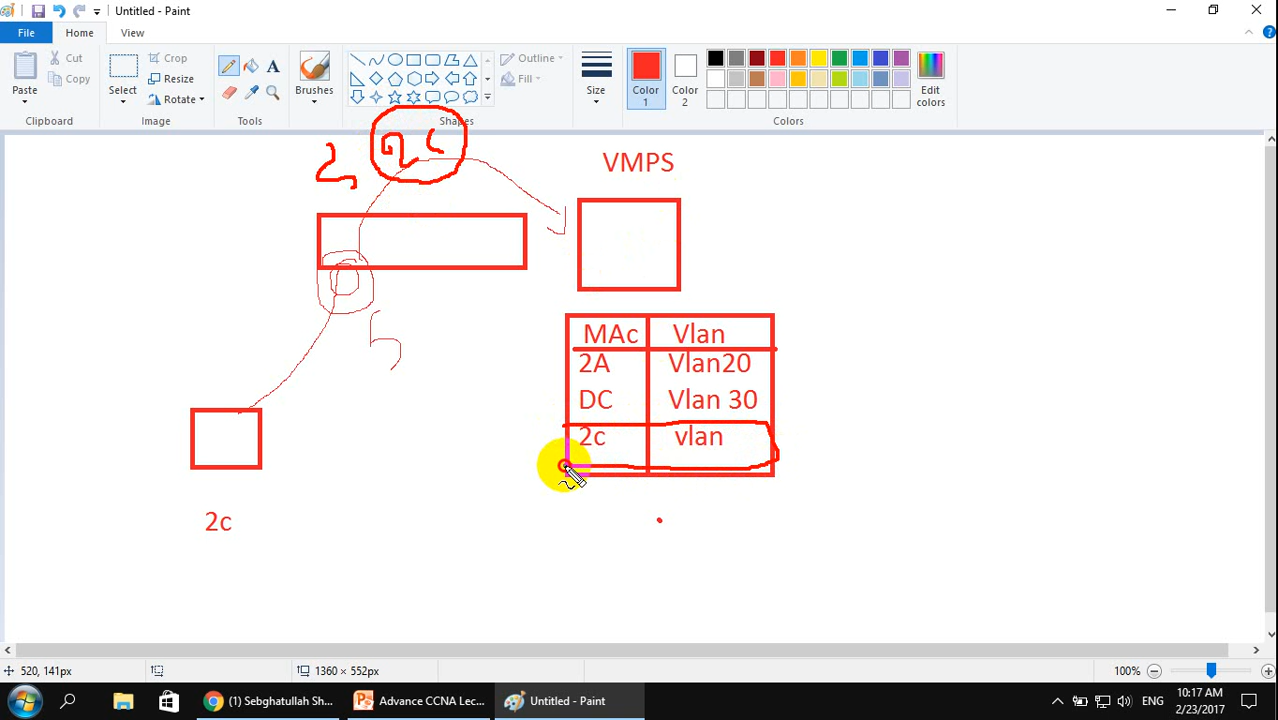 Untitled - Paint
File Home View
Paste
Cut
Copy
Clipboard
Select
Crop
Resize
Rotate
Image
Tools
Brushes
Shapes
Outline
Fill
Size
Color 1
Color 2
Edit colors
Colors
2, 2c
VMPS
MAc Vlan
2A Vlan20
DC Vlan 30
2c vlan
2c
520, 141px
1360 × 552px
100%
(1) Sebghatullah Sh...
Advance CCNA Lec...
Untitled - Paint
ENG
10:17 AM
2/23/2017